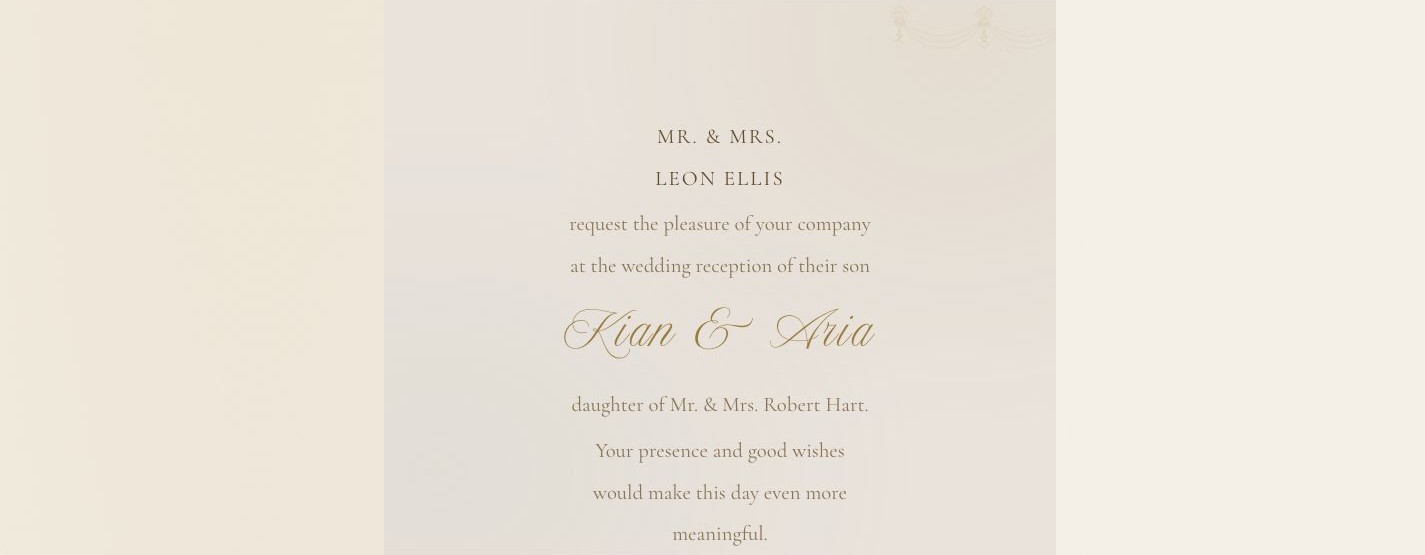 MR. & MRS.
LEON ELLIS
request the pleasure of your company
at the wedding reception of their son
Kian & Aria
daughter of Mr. & Mrs. Robert Hart.
Your presence and good wishes
would make this day even more
meaningful.